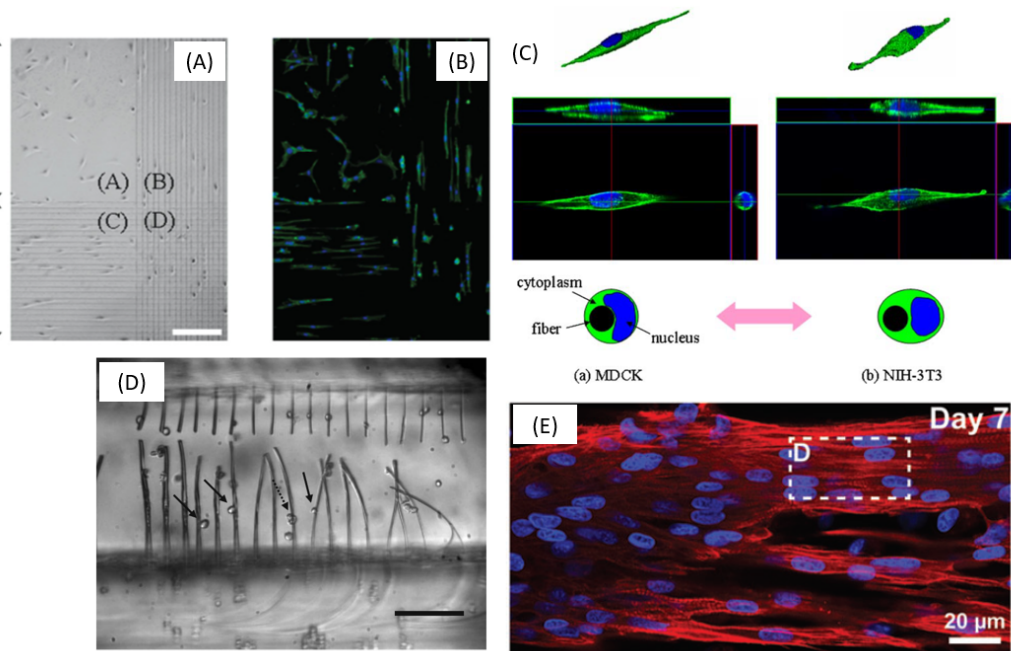 (A)
(A) (B)
(C) (D)
(B)
(C)
cytoplasm
fiber
nucleus
(a) MDCK
(b) NIH-3T3
(D)
(E)
Day 7
D
20 µm